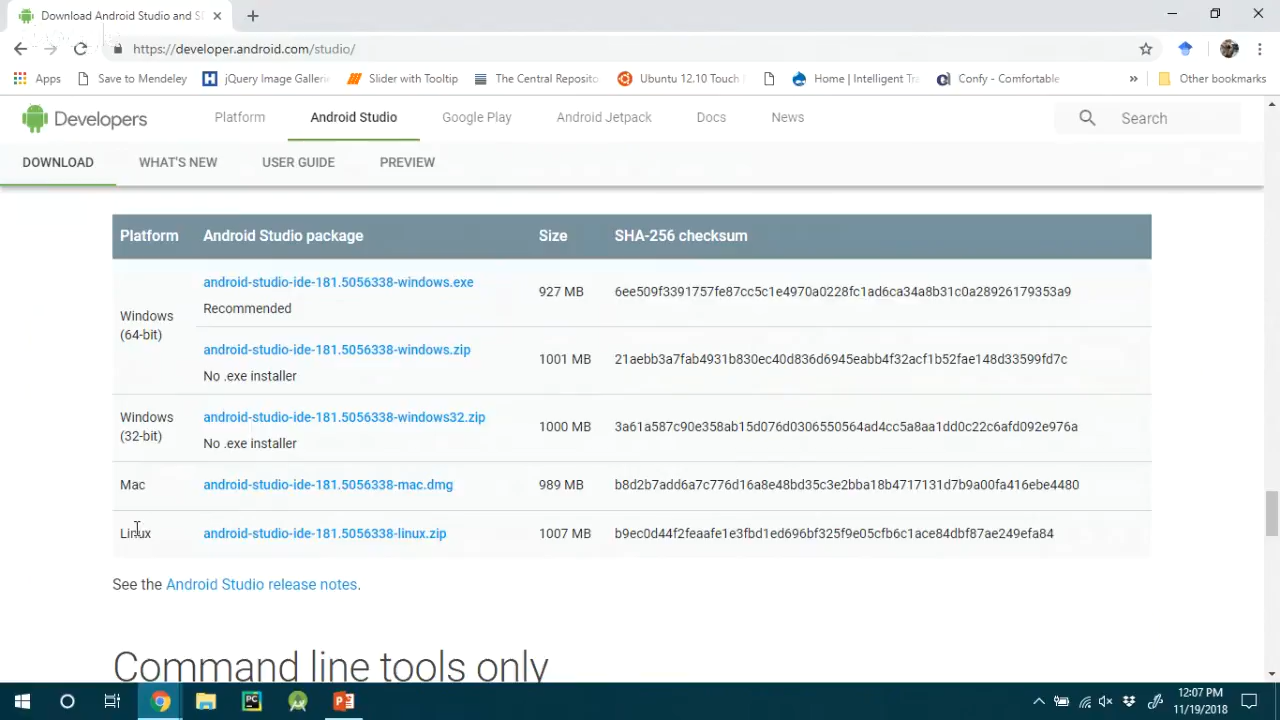 Download Android Studio and S
https://developer.android.com/studio/
Apps
Save to Mendeley
jQuery Image Galleri
Slider with Tooltip
The Central Reposito
Ubuntu 12.10 Touch
Home | Intelligent Tra
Confy - Comfortable
»
Other bookmarks
Developers
Platform
Android Studio
Google Play
Android Jetpack
Docs
News
Search
DOWNLOAD
WHAT'S NEW
USER GUIDE
PREVIEW
Platform Android Studio package Size SHA-256 checksum
Windows
(64-bit)
android-studio-ide-181.5056338-windows.exe
Recommended
927 MB
6ee509f3391757fe87cc5c1e4970a0228fc1ad6ca34a8b31c0a28926179353a9
android-studio-ide-181.5056338-windows.zip
No .exe installer
1001 MB
21aebb3a7fab4931b830ec40d836d6945eabb4f32acf1b52fae148d33599fd7c
Windows
(32-bit)
android-studio-ide-181.5056338-windows32.zip
No .exe installer
1000 MB
3a61a587c90e358ab15d076d0306550564ad4cc5a8aa1dd0c22c6afd092e976a
Mac
android-studio-ide-181.5056338-mac.dmg
989 MB
b8d2b7add6a7c776d16a8e48bd35c3e2bba18b4717131d7b9a00fa416ebe4480
Linux
android-studio-ide-181.5056338-linux.zip
1007 MB
b9ec0d44f2feaafe1e3fbd1ed696bf325f9e05cfb6c1ace84dbf87ae249efa84
See the Android Studio release notes.
Command line tools only
PC
12:07 PM
11/19/2018